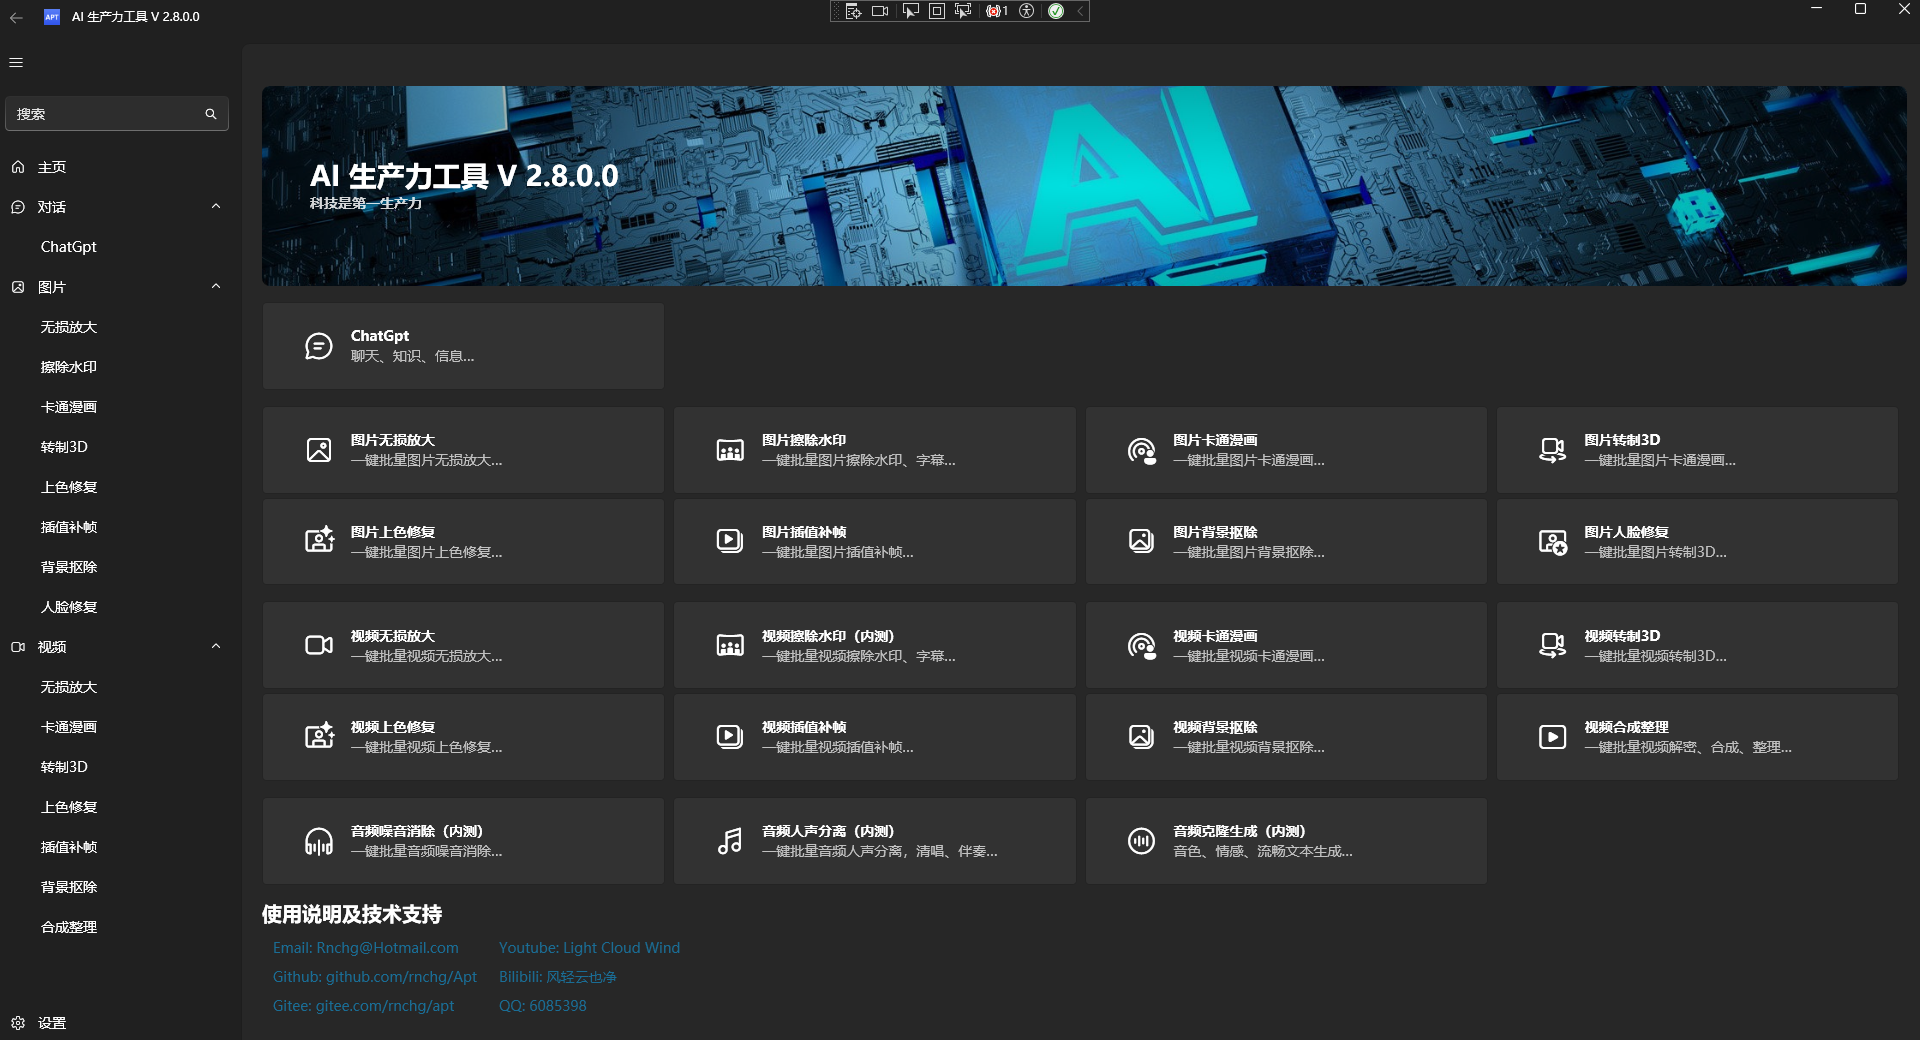 APT AI 生产力工具 V 2.8.0.0
1
搜索
主页
对话
ChatGpt
图片
无损放大
擦除水印
卡通漫画
转制3D
上色修复
插值补帧
背景抠除
人脸修复
视频
无损放大
卡通漫画
转制3D
上色修复
插值补帧
背景抠除
合成整理
设置
AI
AI 生产力工具 V 2.8.0.0
科技是第一生产力
ChatGpt
聊天、知识、信息...
图片无损放大
一键批量图片无损放大...
图片擦除水印
一键批量图片擦除水印、字幕...
图片卡通漫画
一键批量图片卡通漫画...
图片转制3D
一键批量图片卡通漫画...
图片上色修复
一键批量图片上色修复...
图片插值补帧
一键批量图片插值补帧...
图片背景抠除
一键批量图片背景抠除...
图片人脸修复
一键批量图片转制3D...
视频无损放大
一键批量视频无损放大...
视频擦除水印（内测）
一键批量视频擦除水印、字幕...
视频卡通漫画
一键批量视频卡通漫画...
视频转制3D
一键批量视频转制3D...
视频上色修复
一键批量视频上色修复...
视频插值补帧
一键批量视频插值补帧...
视频背景抠除
一键批量视频背景抠除...
视频合成整理
一键批量视频解密、合成、整理...
音频噪音消除（内测）
一键批量音频噪音消除...
音频人声分离（内测）
一键批量音频人声分离，清唱、伴奏...
音频克隆生成（内测）
音色、情感、流畅文本生成...
使用说明及技术支持
Email: Rnchg@Hotmail.com
Youtube: Light Cloud Wind
Github: github.com/rnchg/Apt
Bilibili: 风轻云也净
Gitee: gitee.com/rnchg/apt
QQ: 6085398